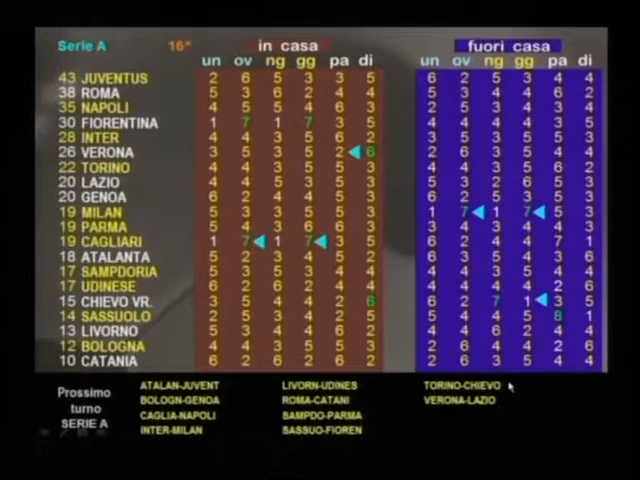 Serie A 16^ in casa fuori casa
un ov ng gg pa di un ov ng gg pa di
43 JUVENTUS 2 6 5 3 3 5 6 2 5 3 4 4
38 ROMA 5 3 6 2 4 4 5 3 4 4 6 2
35 NAPOLI 4 5 5 4 6 3 2 5 3 4 3 4
30 FIORENTINA 1 7 1 7 3 5 4 4 3 5 4 4
28 INTER 4 4 3 5 6 2 3 5 3 5 5 3
26 VERONA 3 5 3 5 2 6 2 6 3 5 4 4
22 TORINO 4 4 3 5 5 3 4 4 3 5 6 2
20 LAZIO 4 4 5 3 5 3 5 3 2 6 5 3
20 GENOA 6 2 4 4 5 3 6 2 5 3 5 3
19 MILAN 5 3 3 5 5 3 1 7 1 7 5 3
19 PARMA 5 4 3 6 6 3 3 4 3 4 4 3
19 CAGLIARI 1 7 1 7 3 5 6 2 4 4 7 1
18 ATALANTA 5 2 3 4 5 2 6 3 5 4 3 6
17 SAMPDORIA 3 5 3 5 4 4 4 4 3 5 4 4
17 UDINESE 6 2 6 2 4 4 4 4 4 4 2 6
15 CHIEVO VR. 3 5 4 4 2 6 6 2 7 1 3 5
14 SASSUOLO 5 2 3 4 2 5 5 4 4 5 8 1
13 LIVORNO 5 3 4 4 6 2 4 4 6 2 4 4
12 BOLOGNA 4 4 2 6 5 3 2 6 4 4 2 6
10 CATANIA 6 2 6 2 6 2 2 6 3 5 4 4
Prossimo
turno
SERIE A
ATALAN-JUVENT
BOLOGN-GENOA
CAGLIA-NAPOLI
INTER-MILAN
LIVORN-UDINES
ROMA-CATANI
SAMPDO-PARMA
SASSUO-FIOREN
TORINO-CHIEVO
VERONA-LAZIO